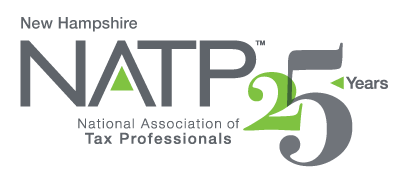 New Hampshire
NATP™ 25 Years
National Association of
Tax Professionals